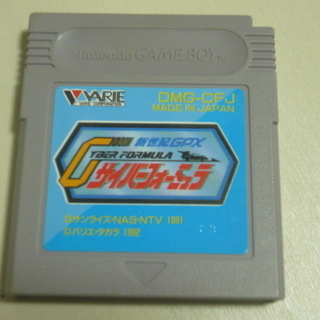 Nintendo GAME BOY™
VARIE
DMG-CFJ
MADE IN JAPAN
新世紀GPX
CYBER FORMULA
サイバーフォーミュラ
©サンライズ・NAS・NTV 1991
©バリエ・タカラ 1992